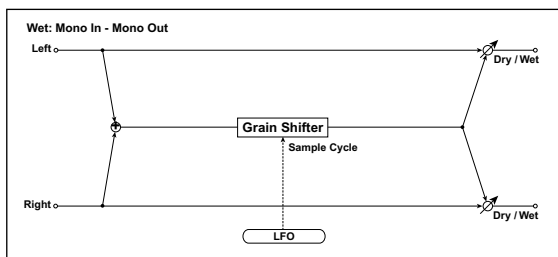 Wet: Mono In - Mono Out
Left
Dry / Wet
Grain Shifter
Sample Cycle
Right
Dry / Wet
LFO